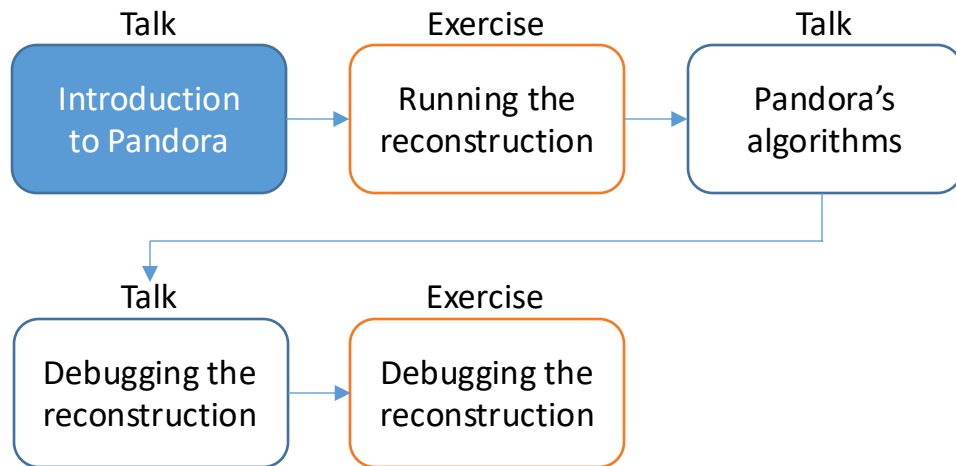 Talk
Introduction
to Pandora
Exercise
Running the
reconstruction
Talk
Pandora’s
algorithms
Talk
Debugging the
reconstruction
Exercise
Debugging the
reconstruction